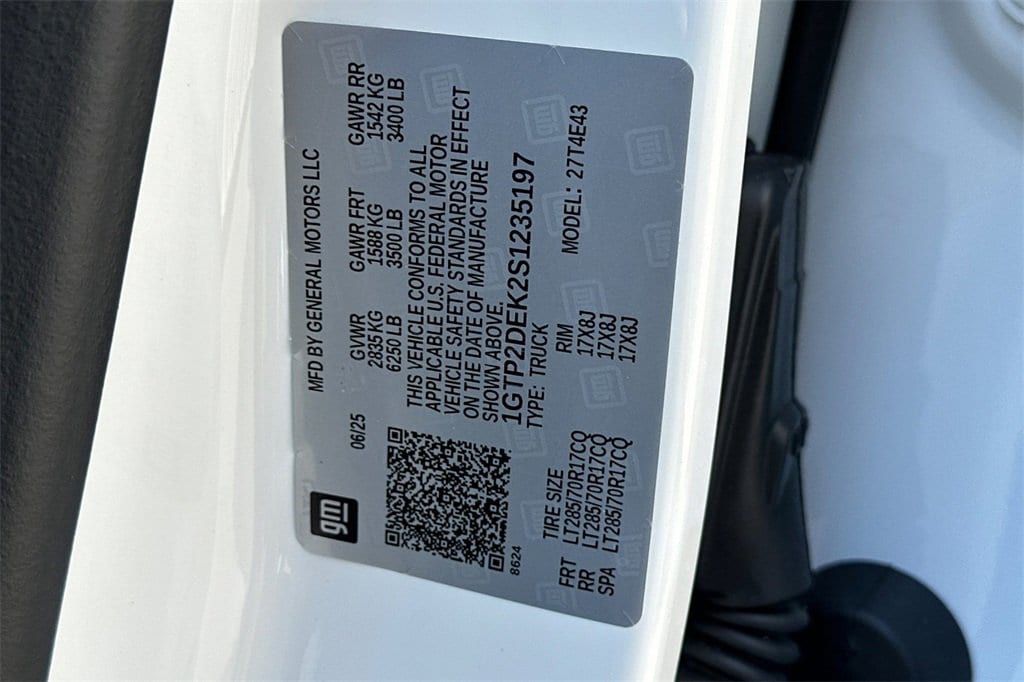 gm
MFD BY GENERAL MOTORS LLC
06/25
GVWR GAWR FRT GAWR RR
2835 KG 1588 KG 1542 KG
6250 LB 3500 LB 3400 LB
THIS VEHICLE CONFORMS TO ALL
APPLICABLE U.S. FEDERAL MOTOR
VEHICLE SAFETY STANDARDS IN EFFECT
ON THE DATE OF MANUFACTURE
SHOWN ABOVE.
1GTP2DEK2S1235197
TYPE: TRUCK MODEL: 27T4E43
8624
TIRE SIZE RIM
FRT LT285/70R17CQ 17X8J
RR LT285/70R17CQ 17X8J
SPA LT285/70R17CQ 17X8J